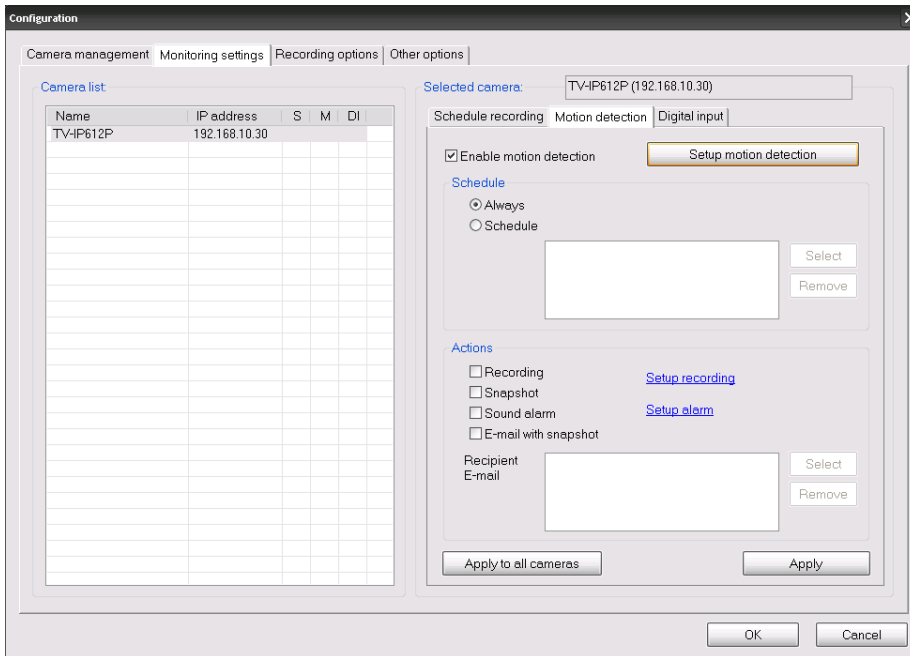 Configuration
Camera management Monitoring settings Recording options Other options
Camera list:
Name IP address S M DI
TV-IP612P 192.168.10.30
Selected camera: TV-IP612P (192.168.10.30)
Schedule recording Motion detection Digital input
Enable motion detection Setup motion detection
Schedule
Always
Schedule
Select
Remove
Actions
Recording Setup recording
Snapshot
Sound alarm Setup alarm
E-mail with snapshot
Recipient
E-mail
Select
Remove
Apply to all cameras Apply
OK Cancel